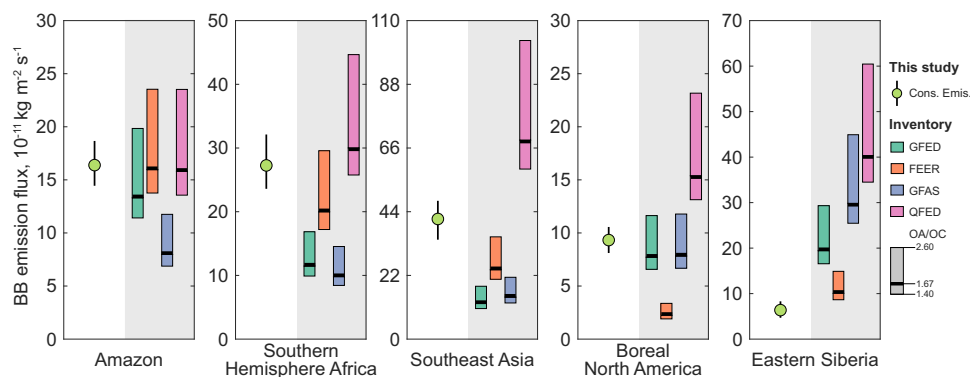 BB emission flux, 10⁻¹¹ kg m⁻² s⁻¹
30
25
20
15
10
5
0
Amazon
50
40
30
20
10
0
Southern
Hemisphere Africa
110
88
66
44
22
0
Southeast Asia
30
25
20
15
10
5
0
Boreal
North America
70
60
50
40
30
20
10
0
Eastern Siberia
This study
Cons. Emis.
Inventory
GFED
FEER
GFAS
QFED
OA/OC
2.60
1.67
1.40